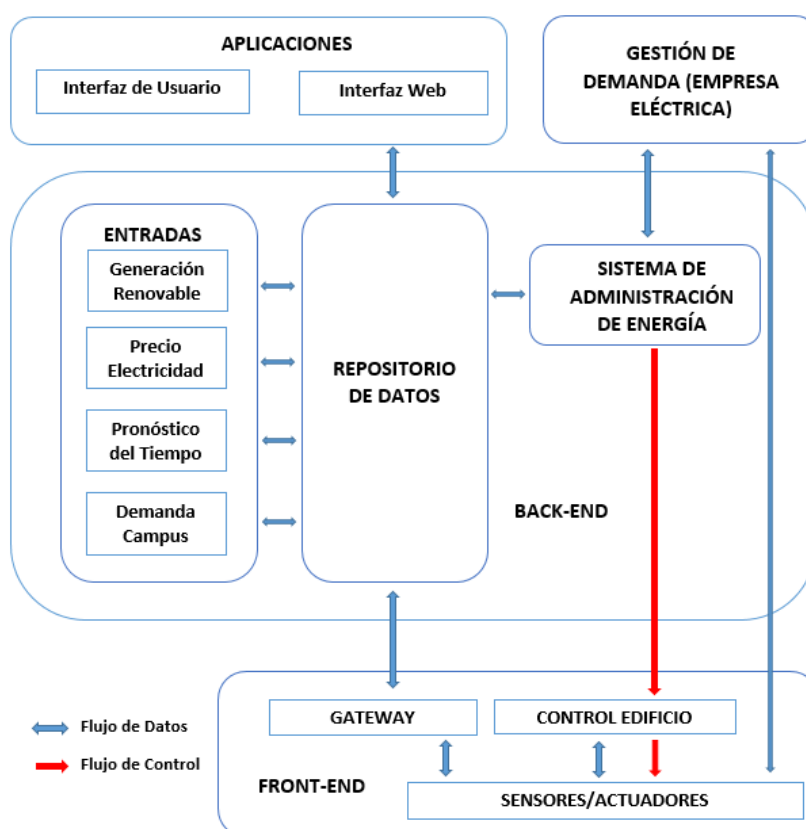 APLICACIONES
Interfaz de Usuario
Interfaz Web
GESTIÓN DE
DEMANDA (EMPRESA
ELÉCTRICA)
ENTRADAS
Generación
Renovable
Precio
Electricidad
Pronóstico
del Tiempo
Demanda
Campus
REPOSITORIO
DE DATOS
SISTEMA DE
ADMINISTRACIÓN
DE ENERGÍA
BACK-END
Flujo de Datos
Flujo de Control
GATEWAY
CONTROL EDIFICIO
FRONT-END
SENSORES/ACTUADORES